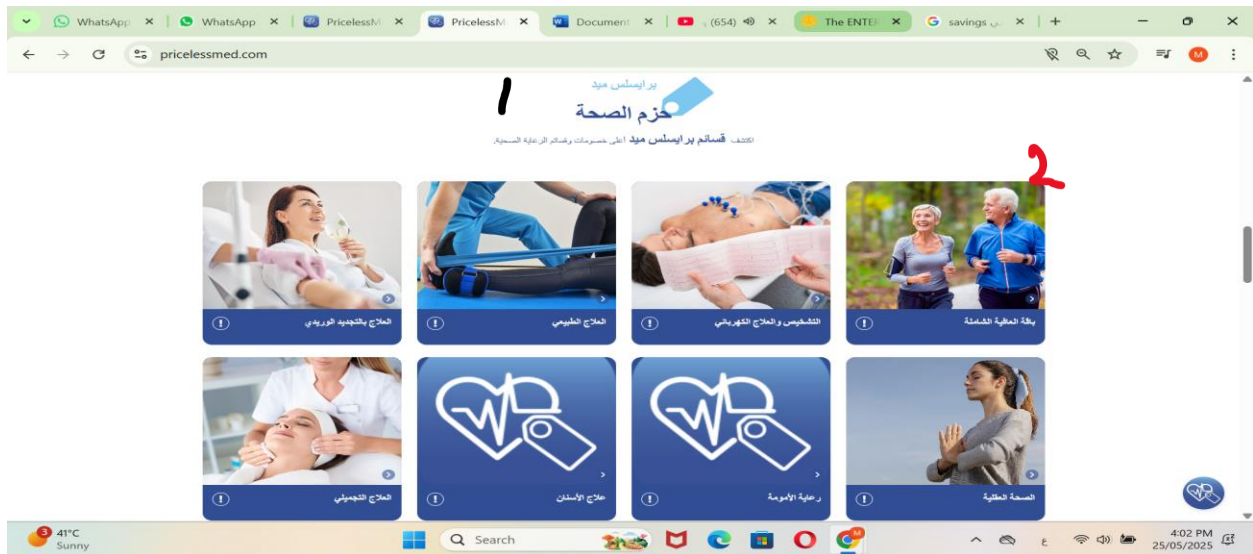 WhatsApp
WhatsApp
PricelessM
PricelessM
Document
(654)
The ENTER
savings
pricelessmed.com
M
برايسلس ميد
1
حزم الصحة
اكتشف قسائم برايسلس ميد اعلى خصومات وقسائم الرعاية الصحية.
2
باقة العافية الشاملة
التشخيص والعلاج الكهربائي
العلاج الطبيعي
العلاج بالتجديد الوريدي
الصحة العقلية
رعاية الأمومة
علاج الأسنان
العلاج التجميلي
3
41°C
Sunny
Search
ع
4:02 PM
25/05/2025